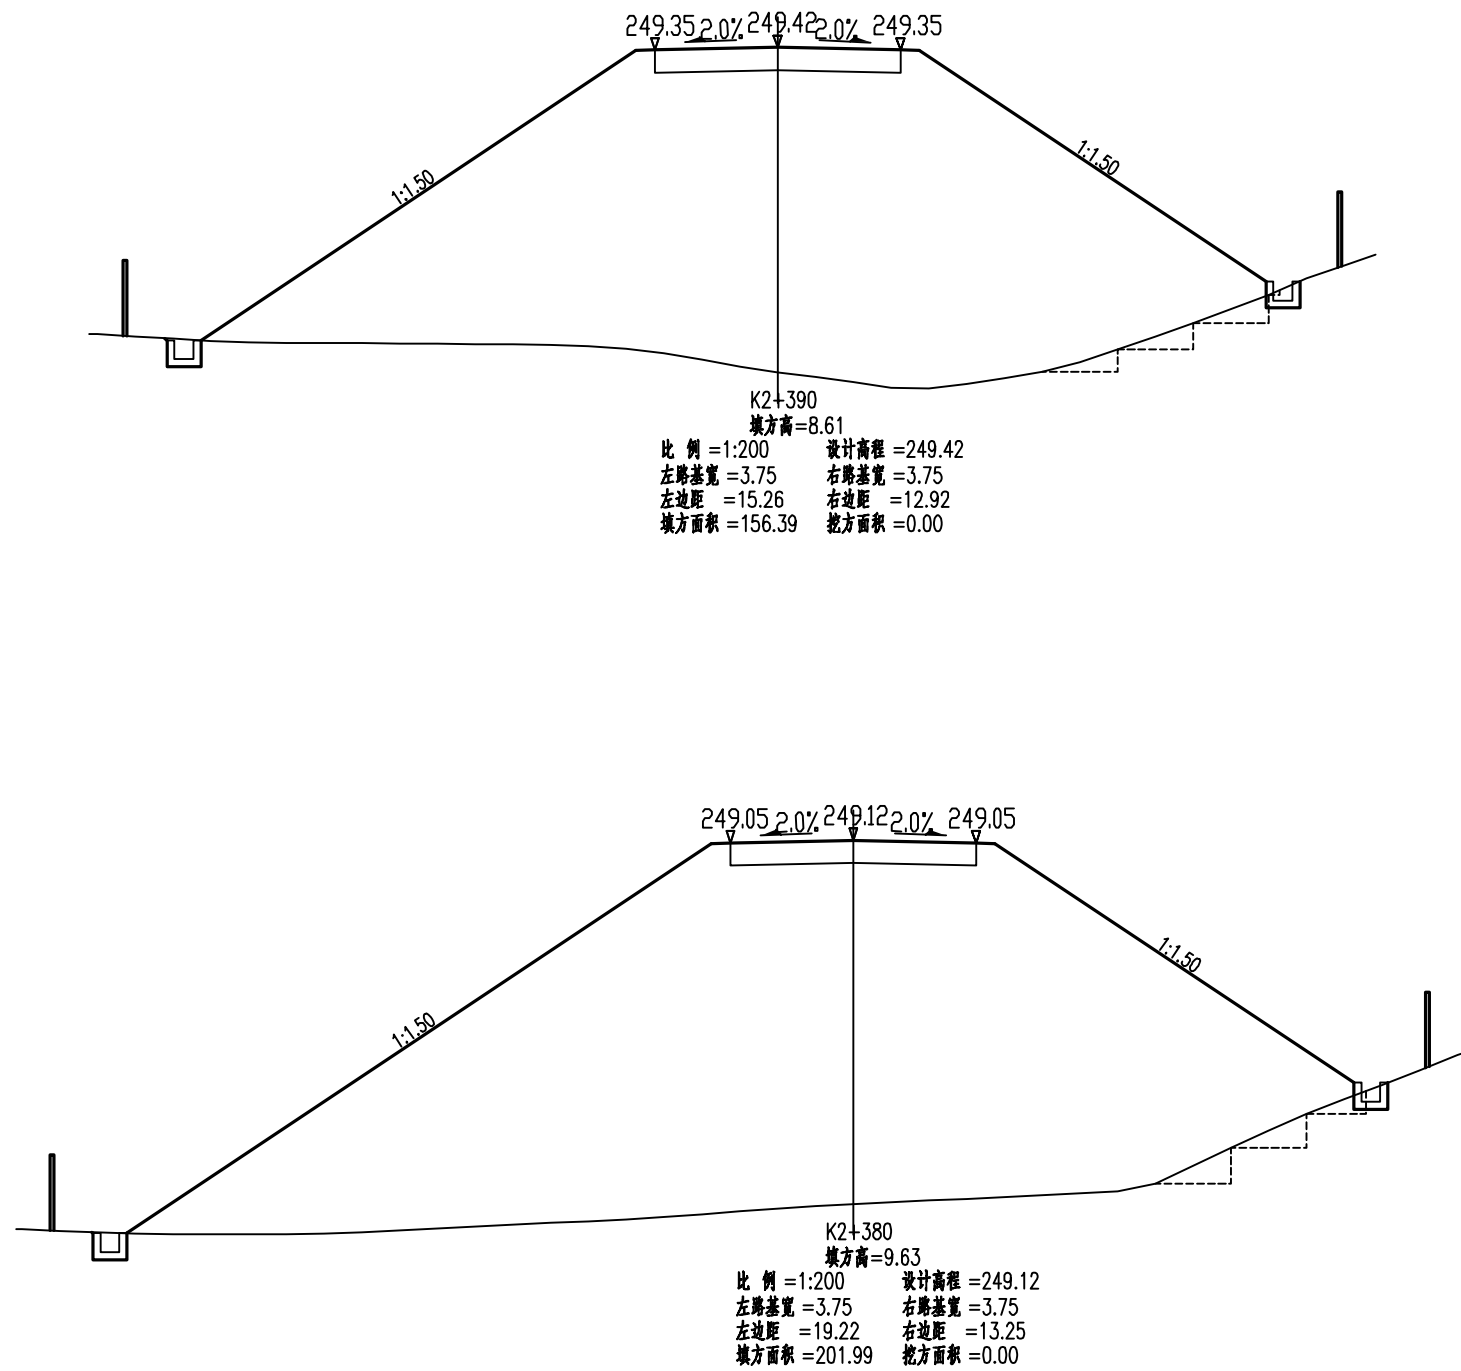 249.35 2.0% 249.42 2.0% 249.35
1:1.50
1:1.50
K2+390
填方高=8.61
比 例 =1:200 设计高程 =249.42
左路基宽 =3.75 右路基宽 =3.75
左边距 =15.26 右边距 =12.92
填方面积 =156.39 挖方面积 =0.00
249.05 2.0% 249.12 2.0% 249.05
1:1.50
1:1.50
K2+380
填方高=9.63
比 例 =1:200 设计高程 =249.12
左路基宽 =3.75 右路基宽 =3.75
左边距 =19.22 右边距 =13.25
填方面积 =201.99 挖方面积 =0.00